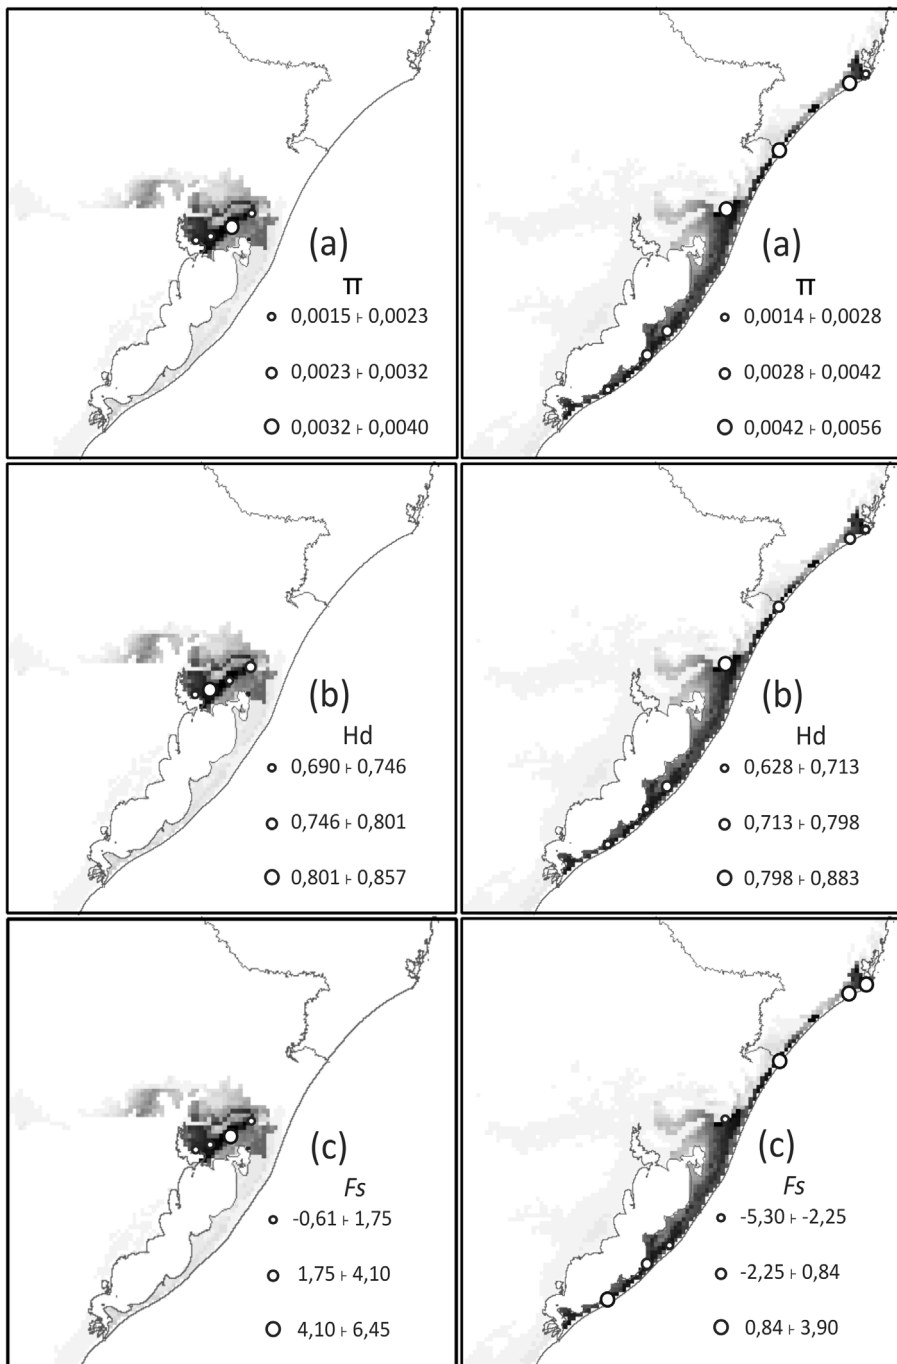 (a)
π
0,0015 ⊦ 0,0023
0,0023 ⊦ 0,0032
0,0032 ⊦ 0,0040
(a)
π
0,0014 ⊦ 0,0028
0,0028 ⊦ 0,0042
0,0042 ⊦ 0,0056
(b)
Hd
0,690 ⊦ 0,746
0,746 ⊦ 0,801
0,801 ⊦ 0,857
(b)
Hd
0,628 ⊦ 0,713
0,713 ⊦ 0,798
0,798 ⊦ 0,883
(c)
Fs
-0,61 ⊦ 1,75
1,75 ⊦ 4,10
4,10 ⊦ 6,45
(c)
Fs
-5,30 ⊦ -2,25
-2,25 ⊦ 0,84
0,84 ⊦ 3,90